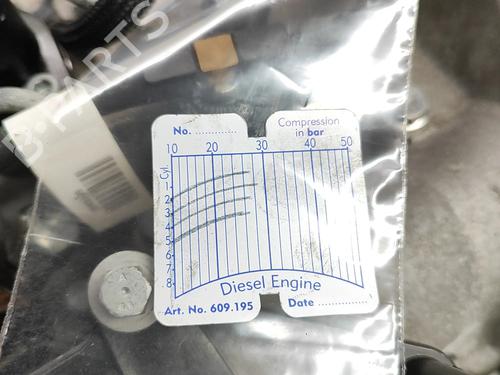 B-PARTS
No. ..............
Compression
in bar
10 20 30 40 50
Cyl.
1
2
3
4
5
6
7
8
Diesel Engine
Art. No. 609.195
Date ................